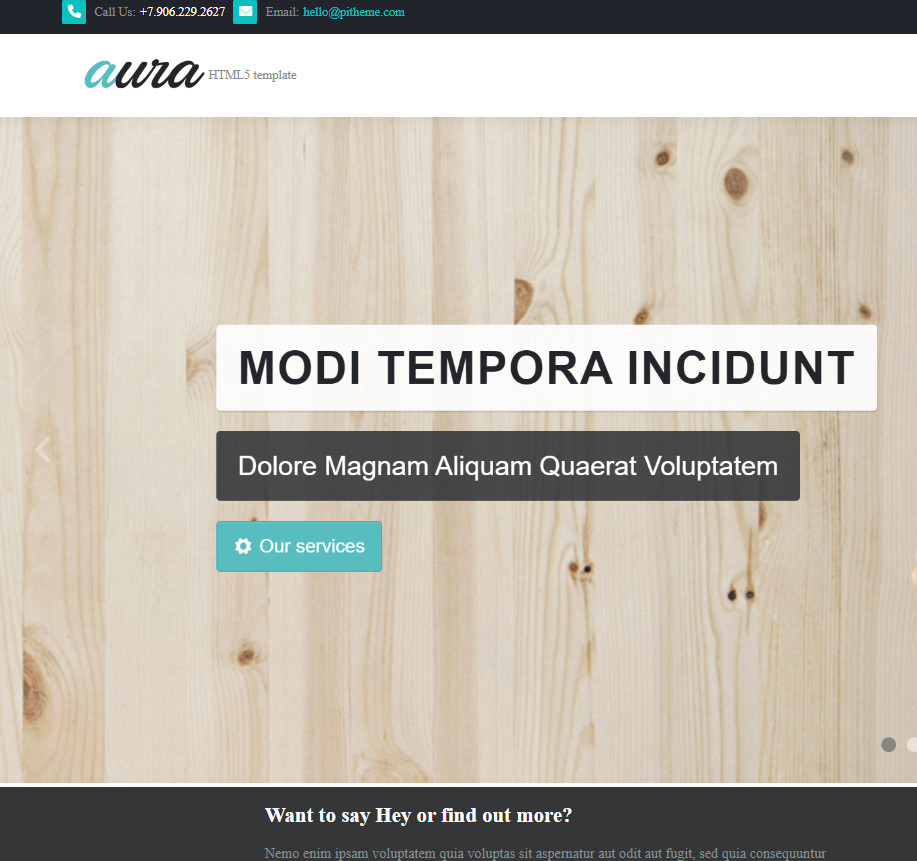 Call Us: +7.906.229.2627 Email: hello@pitheme.com
aura HTML5 template
MODI TEMPORA INCIDUNT
Dolore Magnam Aliquam Quaerat Voluptatem
Our services
Want to say Hey or find out more?
Nemo enim ipsam voluptatem quia voluptas sit aspernatur aut odit aut fugit, sed quia consequuntur